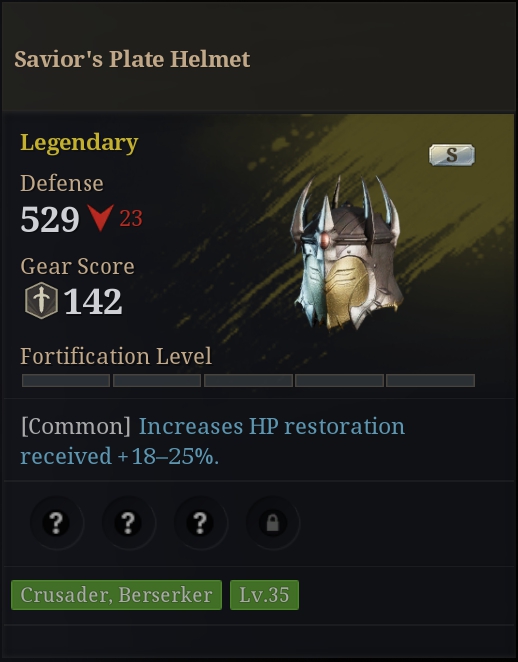 Savior's Plate Helmet
Legendary
S
Defense
529 23
Gear Score
142
Fortification Level
[Common] Increases HP restoration
received +18–25%.
? ? ?
Crusader, Berserker Lv.35